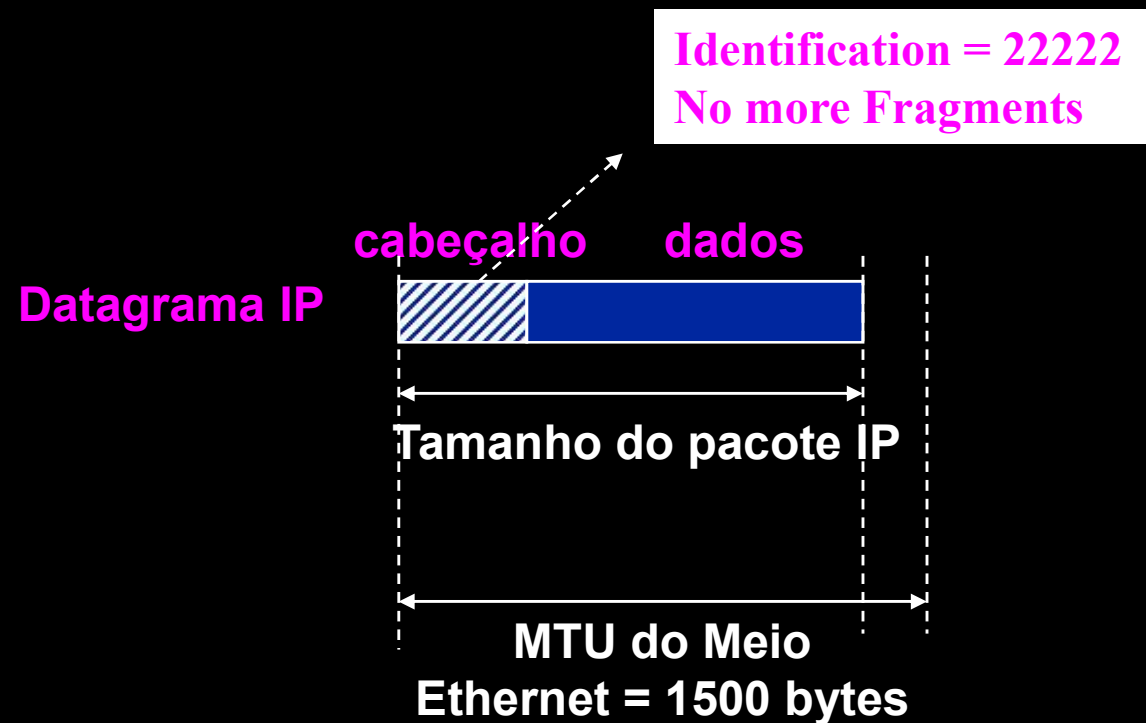 Identification = 22222
No more Fragments
cabeçalho dados
Datagrama IP
Tamanho do pacote IP
MTU do Meio
Ethernet = 1500 bytes